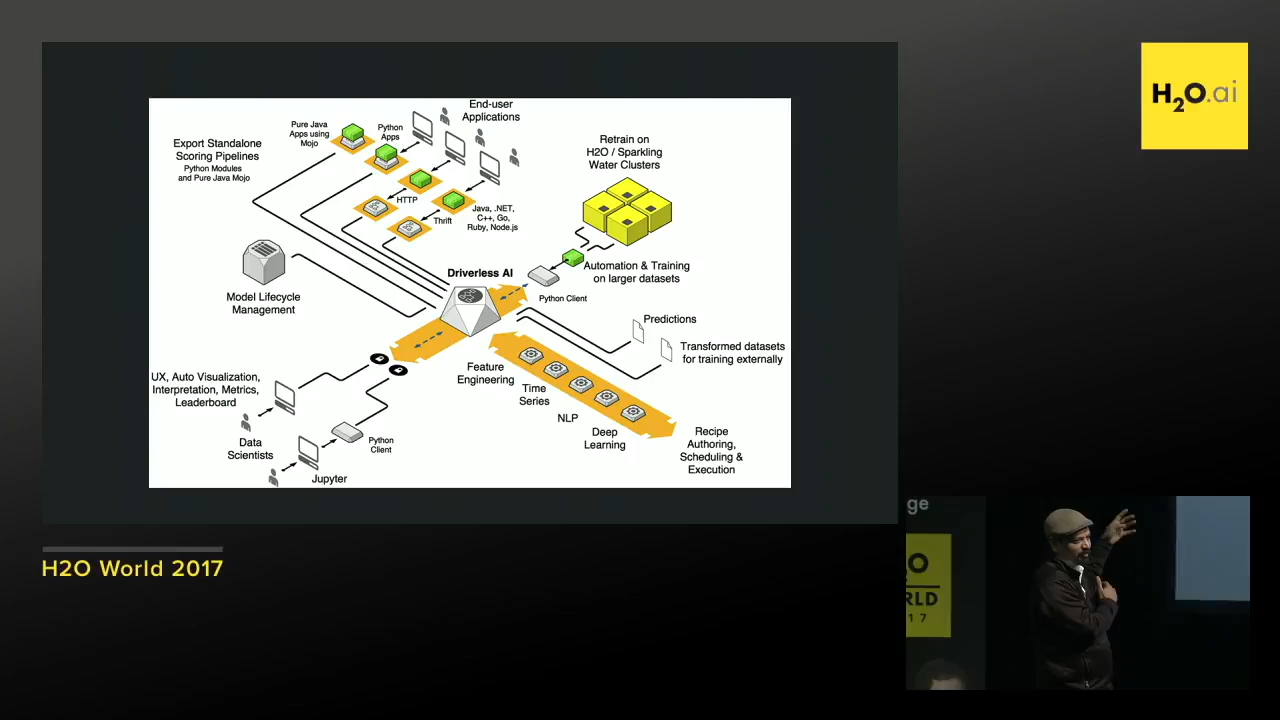 H2O.ai
End-user
Applications
Pure Java
Apps using
Mojo
Python
Apps
Export Standalone
Scoring Pipelines
Python Modules
and Pure Java Mojo
Retrain on
H2O / Sparkling
Water Clusters
HTTP
Thrift
Java, .NET,
C++, Go,
Ruby, Node.js
Driverless AI
Automation & Training
on larger datasets
Python Client
Model Lifecycle
Management
Predictions
Transformed datasets
for training externally
Feature
Engineering
Time
Series
NLP
Deep
Learning
Recipe
Authoring,
Scheduling &
Execution
UX, Auto Visualization,
Interpretation, Metrics,
Leaderboard
Data
Scientists
Python
Client
Jupyter
H2O World 2017
ge
O
RLD
17